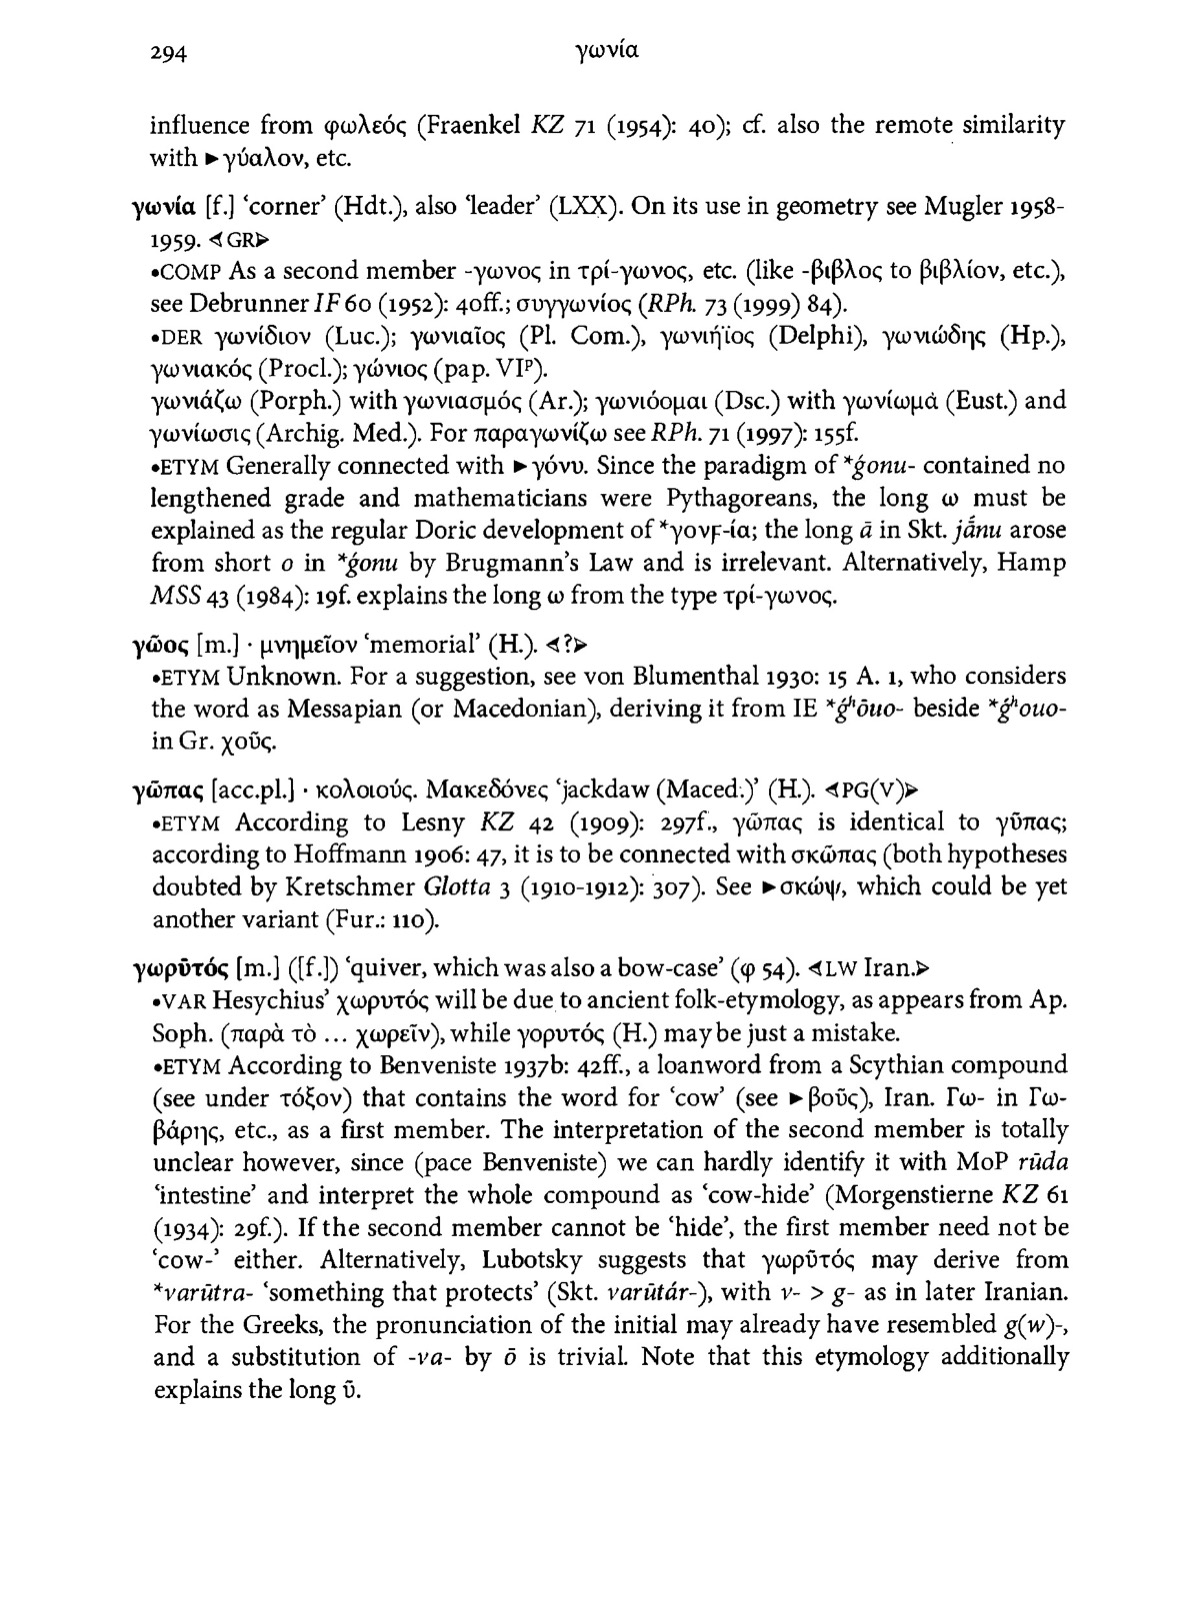 294
γωνία
influence from φωλεός (Fraenkel KZ 71 (1954): 40); cf. also the remote similarity
with ►γύαλον, etc.
γωνία [f.] ‘corner’ (Hdt.), also ‘leader’ (LXX). On its use in geometry see Mugler 1958-
1959. ⊲GR⊳
•COMP As a second member -γωνος in τρί-γωνος, etc. (like -βιβλος to βιβλίον, etc.),
see Debrunner IF 60 (1952): 40ff.; συγγωνίος (RPh. 73 (1999) 84).
•DER γωνίδιον (Luc.); γωνιαῖος (Pl. Com.), γωνιήϊος (Delphi), γωνιώδης (Hp.),
γωνιακός (Procl.); γώνιος (pap. VIᵖ).
γωνιάζω (Porph.) with γωνιασμός (Ar.); γωνιόομαι (Dsc.) with γωνίωμὰ (Eust.) and
γωνίωσις (Archig. Med.). For παραγωνίζω see RPh. 71 (1997): 155f.
•ETYM Generally connected with ►γόνυ. Since the paradigm of *ǵonu- contained no
lengthened grade and mathematicians were Pythagoreans, the long ω must be
explained as the regular Doric development of *γονϝ-ία; the long ā in Skt. jā́nu arose
from short o in *ǵonu by Brugmann’s Law and is irrelevant. Alternatively, Hamp
MSS 43 (1984): 19f. explains the long ω from the type τρί-γωνος.
γῶος [m.] · μνημεῖον ‘memorial’ (H.). ⊲?⊳
•ETYM Unknown. For a suggestion, see von Blumenthal 1930: 15 A. 1, who considers
the word as Messapian (or Macedonian), deriving it from IE *ǵʰōuo- beside *ǵʰouo-
in Gr. χοῦς.
γῶπας [acc.pl.] · κολοιούς. Μακεδόνες ‘jackdaw (Maced.)’ (H.). ⊲PG(V)⊳
•ETYM According to Lesny KZ 42 (1909): 297f., γῶπας is identical to γῦπας;
according to Hoffmann 1906: 47, it is to be connected with σκῶπας (both hypotheses
doubted by Kretschmer Glotta 3 (1910-1912): 307). See ►σκώψ, which could be yet
another variant (Fur.: 110).
γωρῡτός [m.] ([f.]) ‘quiver, which was also a bow-case’ (φ 54). ⊲LW Iran.⊳
•VAR Hesychius’ χωρυτός will be due to ancient folk-etymology, as appears from Ap.
Soph. (παρὰ τὸ ... χωρεῖν), while γορυτός (H.) may be just a mistake.
•ETYM According to Benveniste 1937b: 42ff., a loanword from a Scythian compound
(see under τόξον) that contains the word for ‘cow’ (see ►βοῦς), Iran. Γω- in Γω-
βάρης, etc., as a first member. The interpretation of the second member is totally
unclear however, since (pace Benveniste) we can hardly identify it with MoP rūda
‘intestine’ and interpret the whole compound as ‘cow-hide’ (Morgenstierne KZ 61
(1934): 29f.). If the second member cannot be ‘hide’, the first member need not be
‘cow-’ either. Alternatively, Lubotsky suggests that γωρῡτός may derive from
*varūtra- ‘something that protects’ (Skt. varūtár-), with v- > g- as in later Iranian.
For the Greeks, the pronunciation of the initial may already have resembled g(w)-,
and a substitution of -va- by ō is trivial. Note that this etymology additionally
explains the long ῡ.